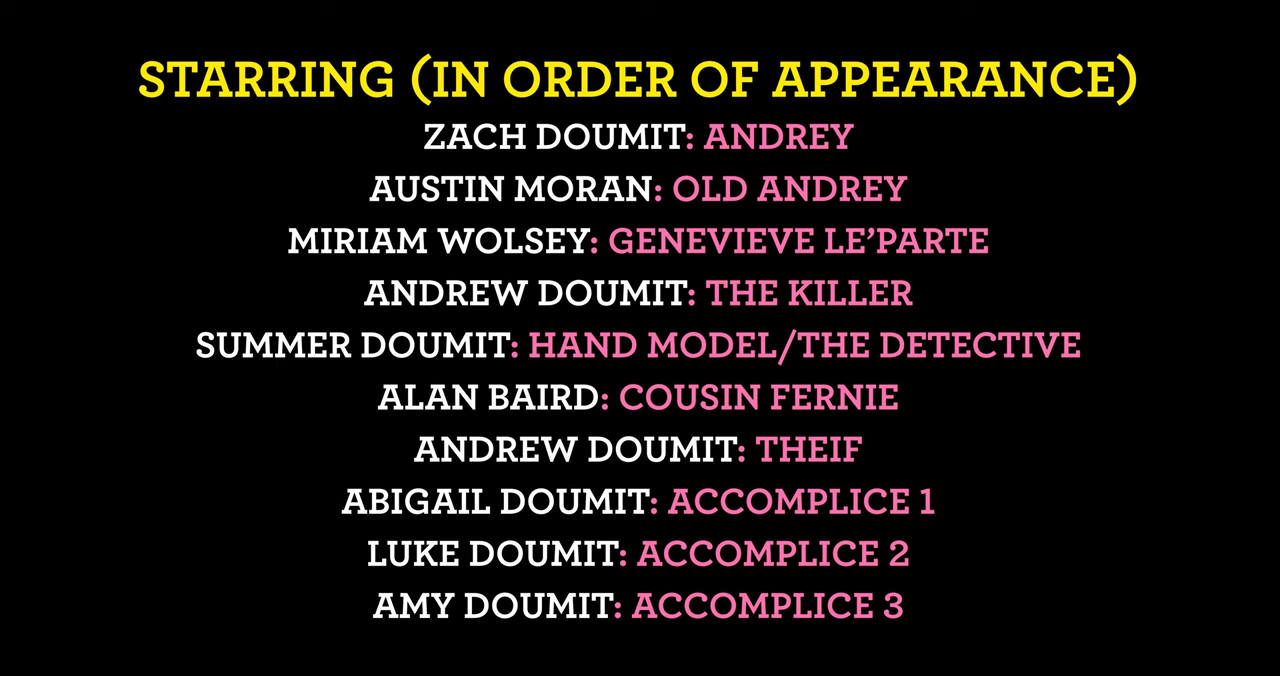 STARRING (IN ORDER OF APPEARANCE)
ZACH DOUMIT: ANDREY
AUSTIN MORAN: OLD ANDREY
MIRIAM WOLSEY: GENEVIEVE LE’PARTE
ANDREW DOUMIT: THE KILLER
SUMMER DOUMIT: HAND MODEL/THE DETECTIVE
ALAN BAIRD: COUSIN FERNIE
ANDREW DOUMIT: THEIF
ABIGAIL DOUMIT: ACCOMPLICE 1
LUKE DOUMIT: ACCOMPLICE 2
AMY DOUMIT: ACCOMPLICE 3